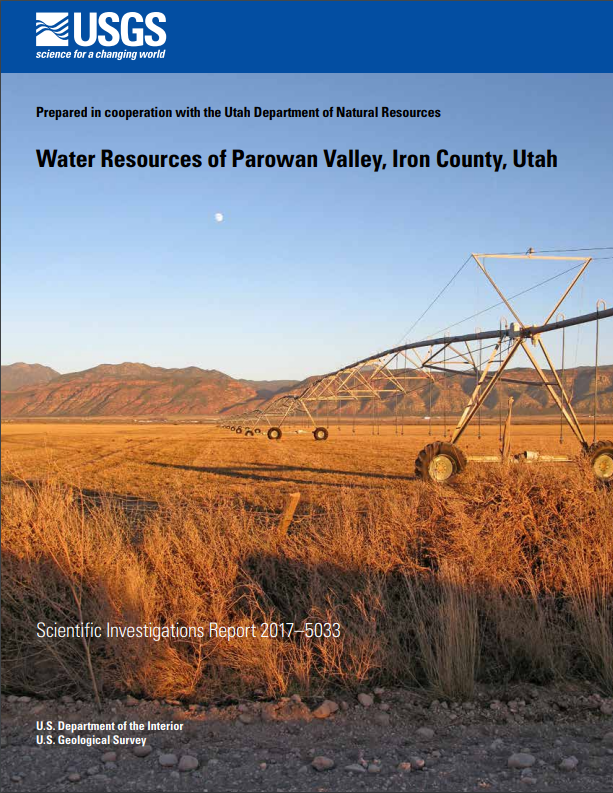 USGS
science for a changing world
Prepared in cooperation with the Utah Department of Natural Resources
Water Resources of Parowan Valley, Iron County, Utah
Scientific Investigations Report 2017–5033
U.S. Department of the Interior
U.S. Geological Survey